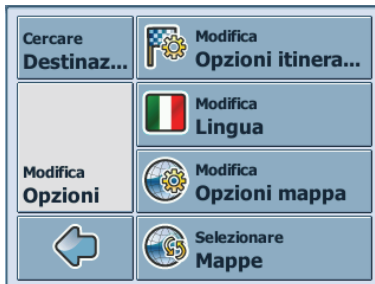 Cercare
Destinaz...
Modifica
Opzioni itinera...
Modifica
Lingua
Modifica
Opzioni
Modifica
Opzioni mappa
Selezionare
Mappe